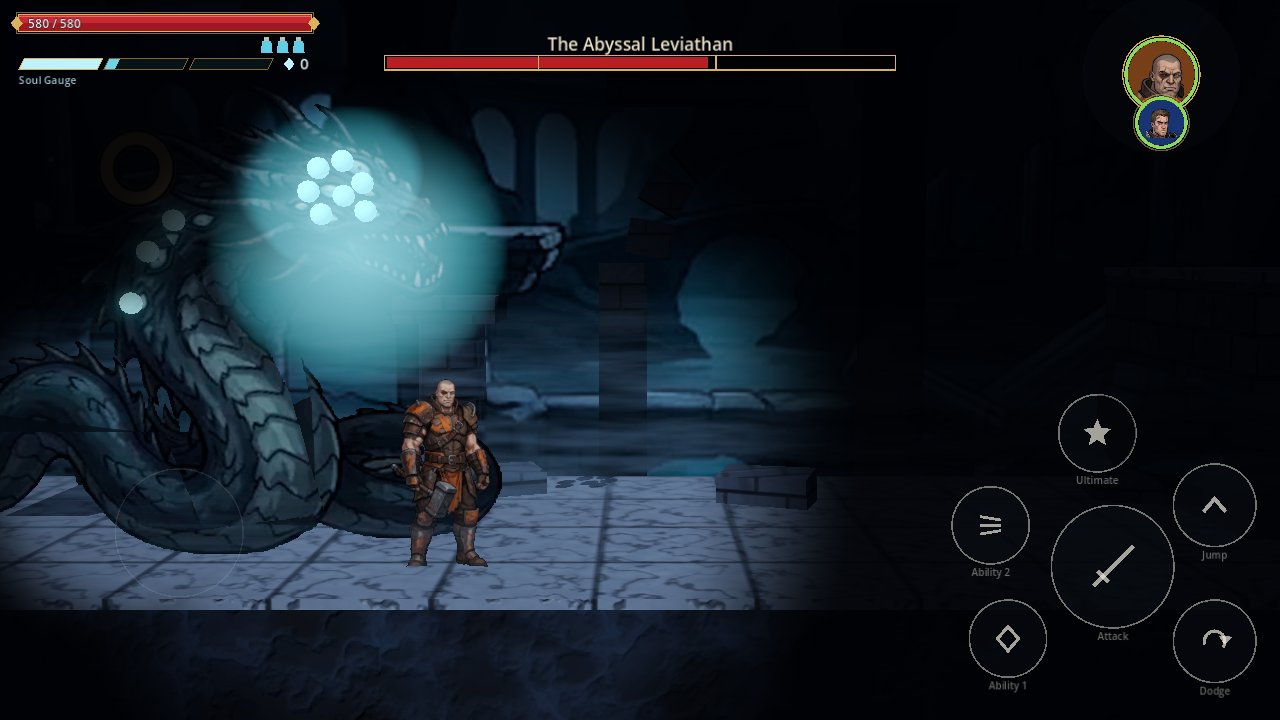 580 / 580
The Abyssal Leviathan
0
Soul Gauge
Ultimate
Jump
Ability 2
Attack
Ability 1
Dodge